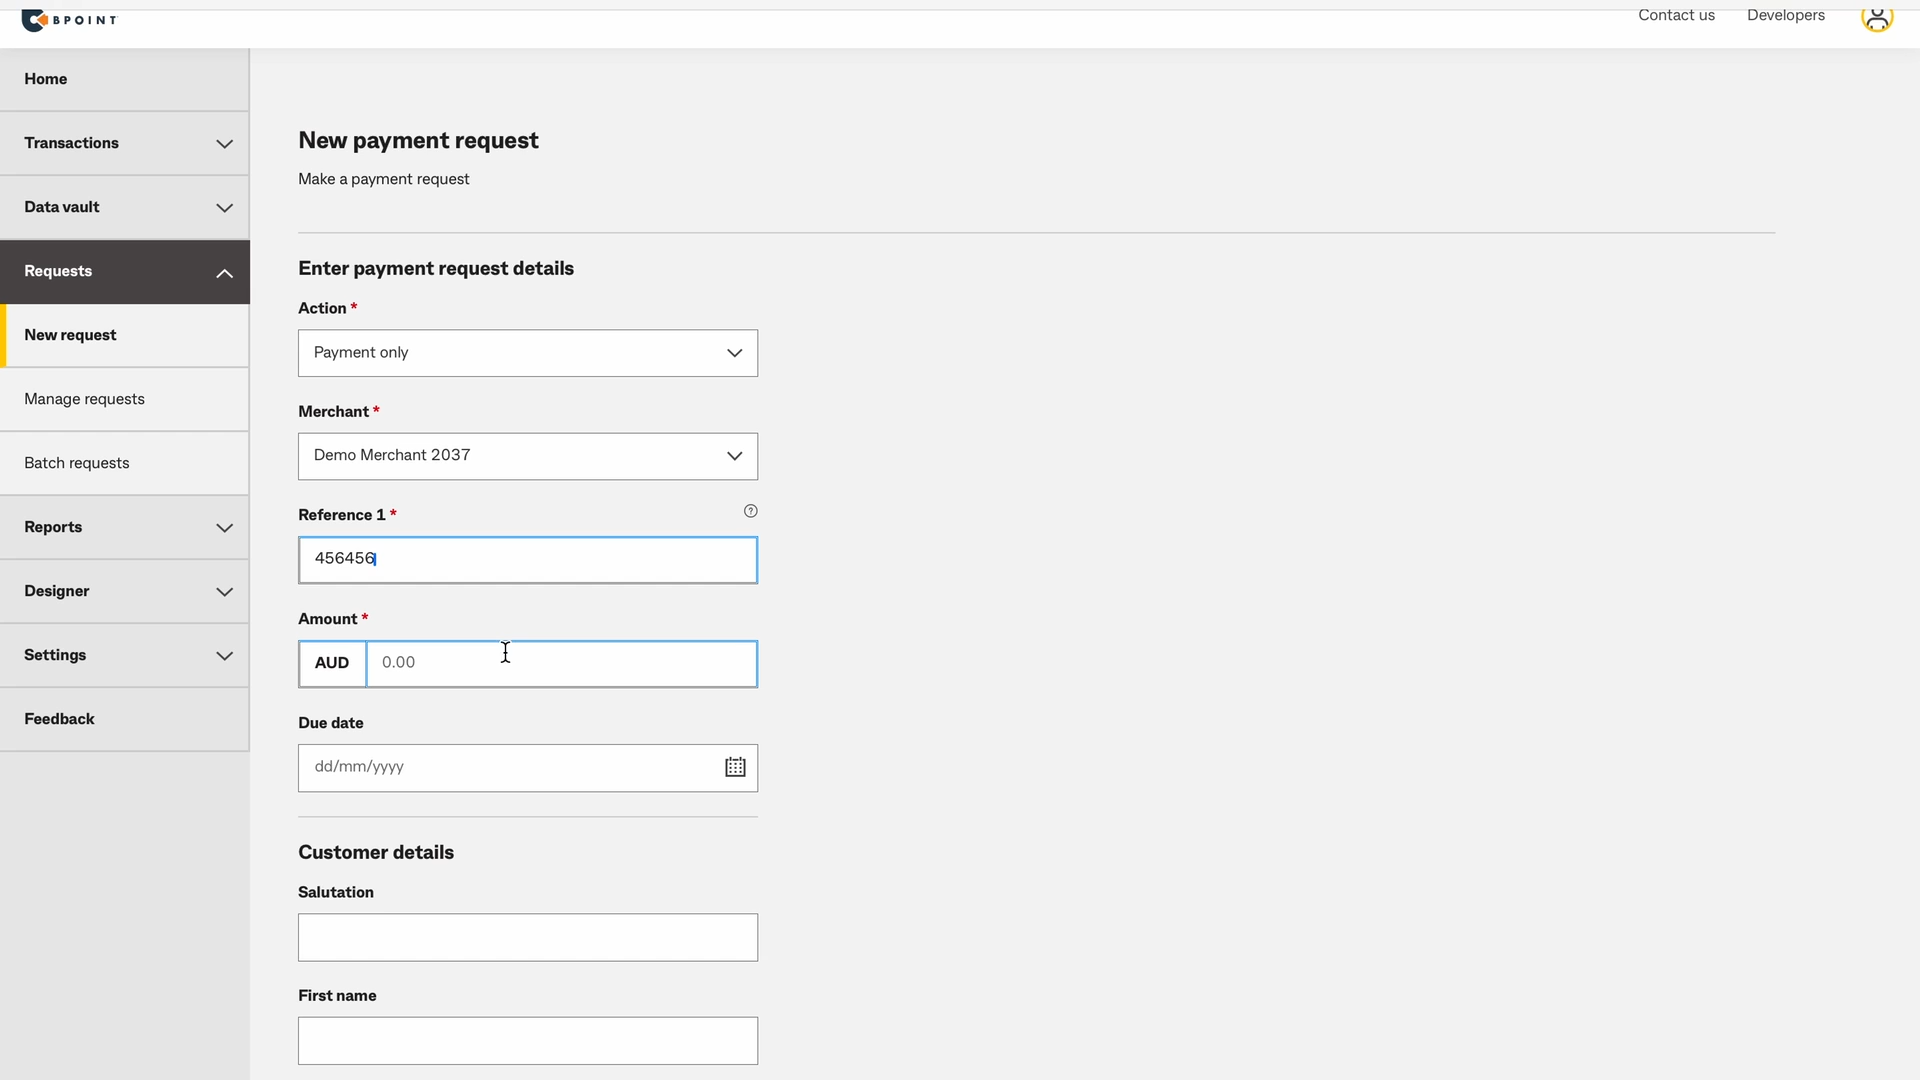 BPOINT
Contact us
Developers
Home
Transactions
Data vault
Requests
New request
Manage requests
Batch requests
Reports
Designer
Settings
Feedback
New payment request
Make a payment request
Enter payment request details
Action *
Payment only
Merchant *
Demo Merchant 2037
Reference 1 *
?
456456
Amount *
AUD 0.00
Due date
dd/mm/yyyy
Customer details
Salutation
First name